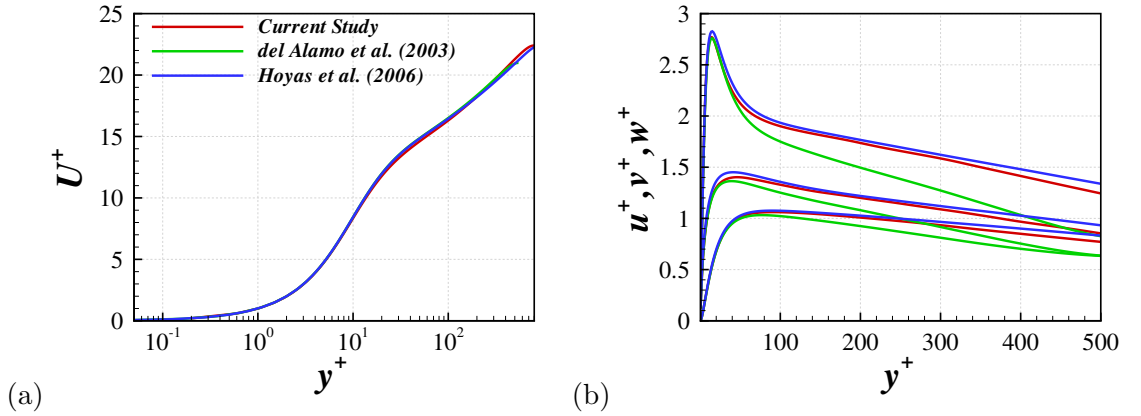 25
20
15
10
5
0
U⁺
Current Study
del Alamo et al. (2003)
Hoyas et al. (2006)
10⁻¹ 10⁰ 10¹ 10²
y⁺
(a)
3
2.5
2
1.5
1
0.5
0
u⁺, v⁺, w⁺
100 200 300 400 500
y⁺
(b)